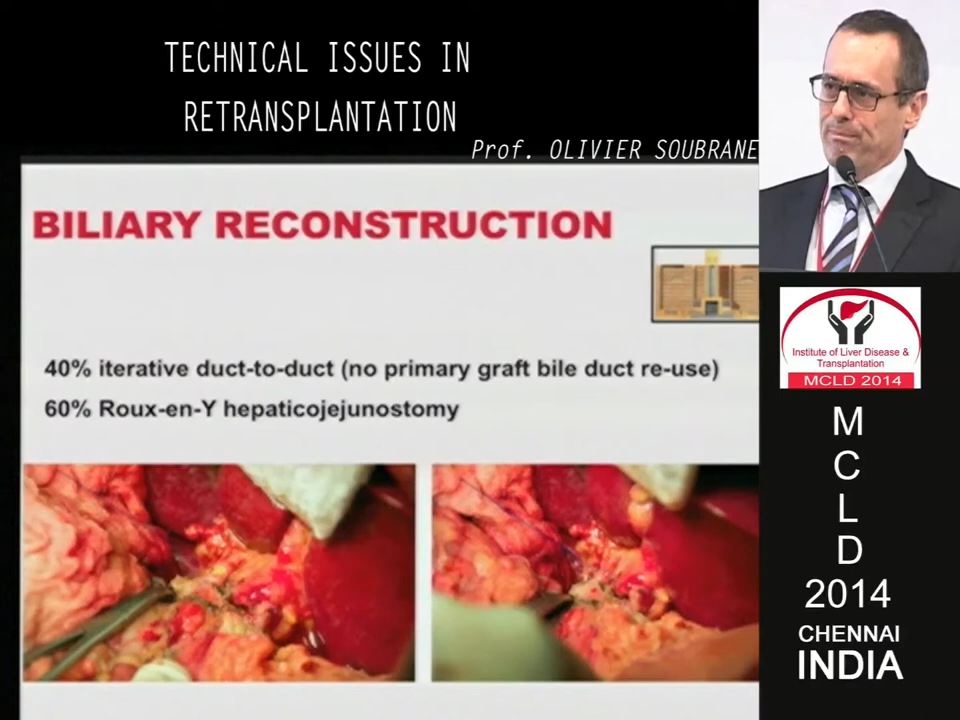 TECHNICAL ISSUES IN
RETRANSPLANTATION
Prof. OLIVIER SOUBRANE
BILIARY RECONSTRUCTION
40% iterative duct-to-duct (no primary graft bile duct re-use)
60% Roux-en-Y hepaticojejunostomy
Institute of Liver Disease &
Transplantation
MCLD 2014
M
C
L
D
2014
CHENNAI
INDIA